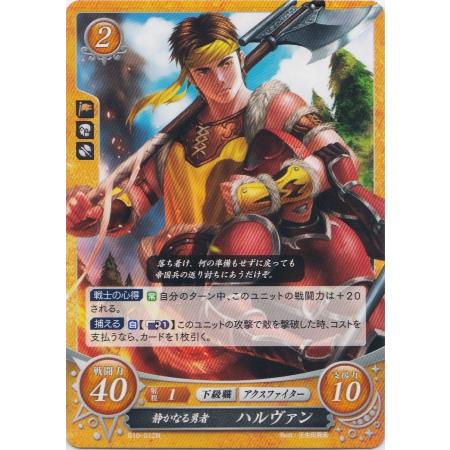 2
落ち着け、何の準備もせずに戻っても
帝国兵の返り討ちにあうだけぞ。
戦士の心得 常 自分のターン中、このユニットの戦闘力は+20
される。
捕える 自【 +1】このユニットの攻撃で敵を撃破した時、コストを
支払うなら、カードを1枚引く。
戦闘力 40
射程 1
下級職
アクスファイター
支援力 10
静かなる勇者 ハルヴァン